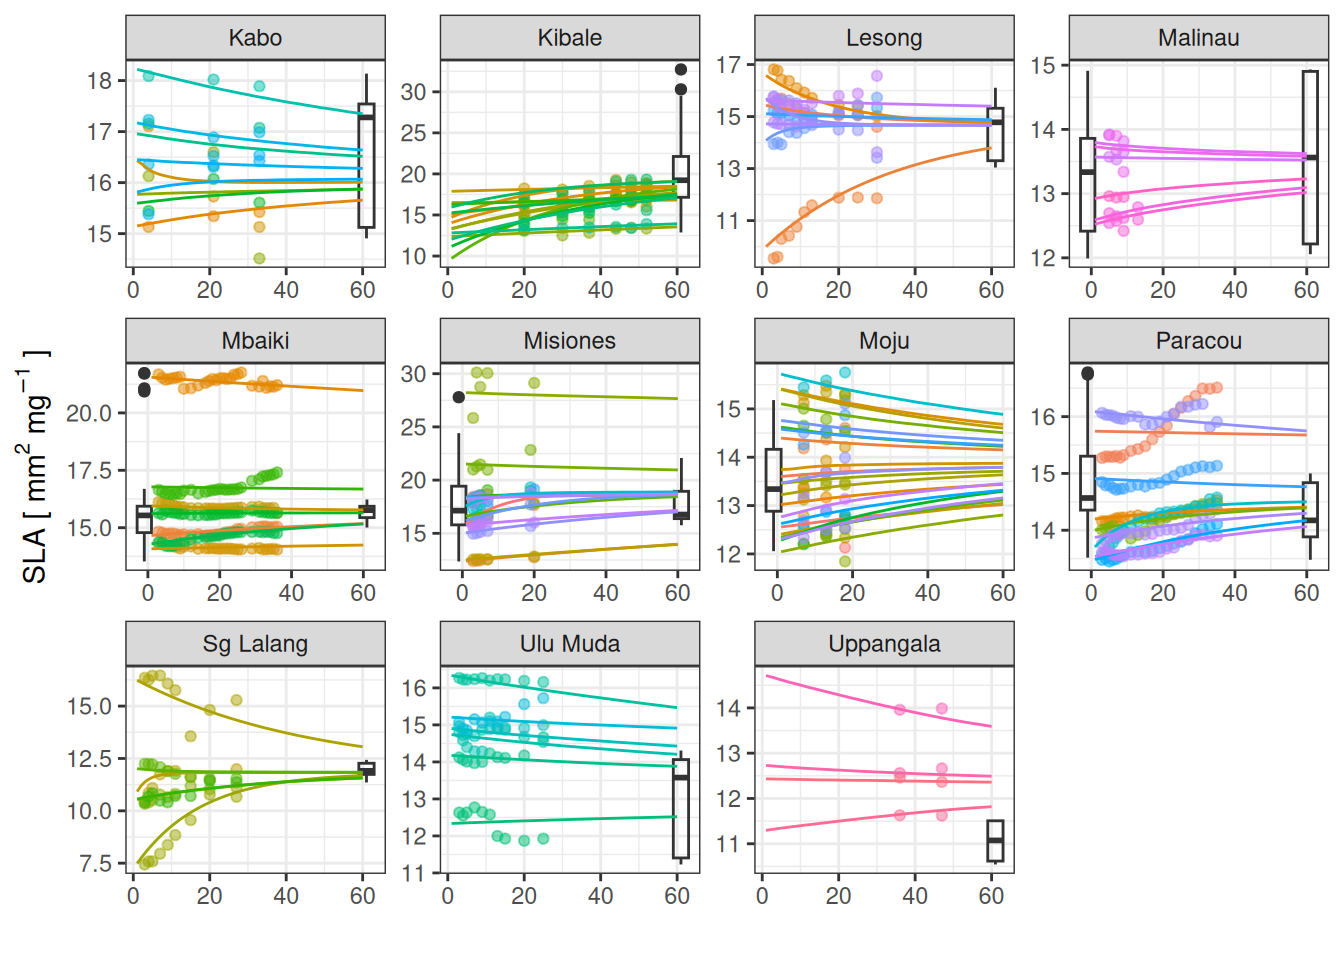 Kabo Kibale Lesong Malinau
18 17 16 15
30 25 20 15 10
17 15 13 11
15 14 13 12
0 20 40 60 0 20 40 60 0 20 40 60 0 20 40 60
Mbaiki Misiones Moju Paracou
SLA [ mm² mg⁻¹ ]
20.0 17.5 15.0
30 25 20 15
15 14 13 12
16 15 14
0 20 40 60 0 20 40 60 0 20 40 60 0 20 40 60
Sg Lalang Ulu Muda Uppangala
15.0 12.5 10.0 7.5
16 15 14 13 12 11
14 13 12 11
0 20 40 60 0 20 40 60 0 20 40 60